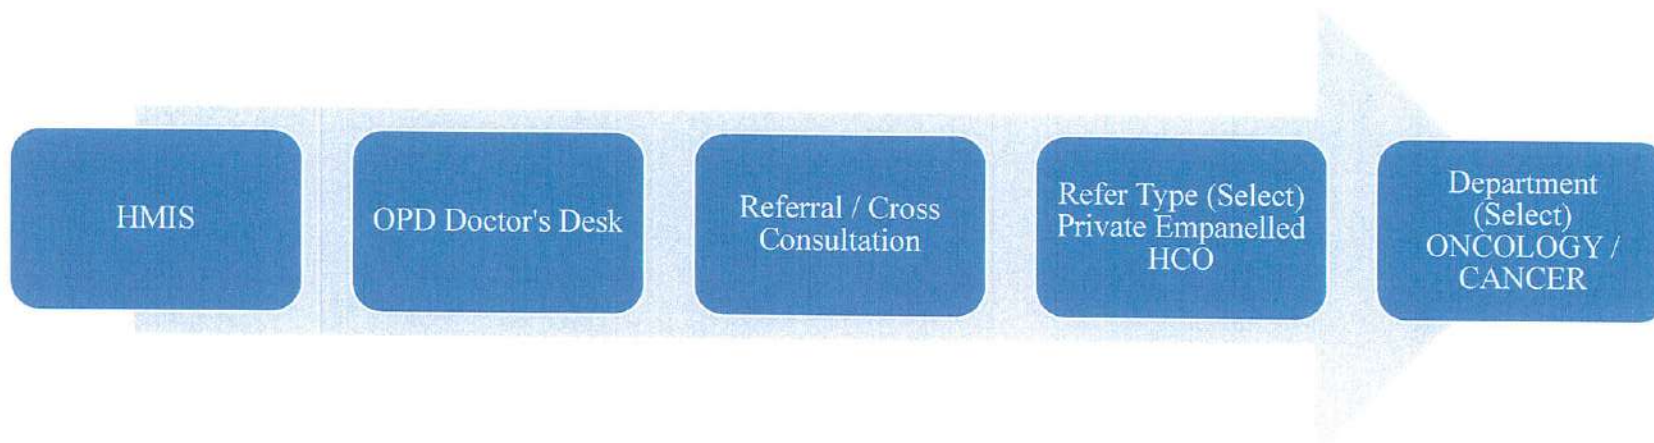 HMIS
OPD Doctor's Desk
Referral / Cross
Consultation
Refer Type (Select)
Private Empanelled
HCO
Department
(Select)
ONCOLOGY /
CANCER